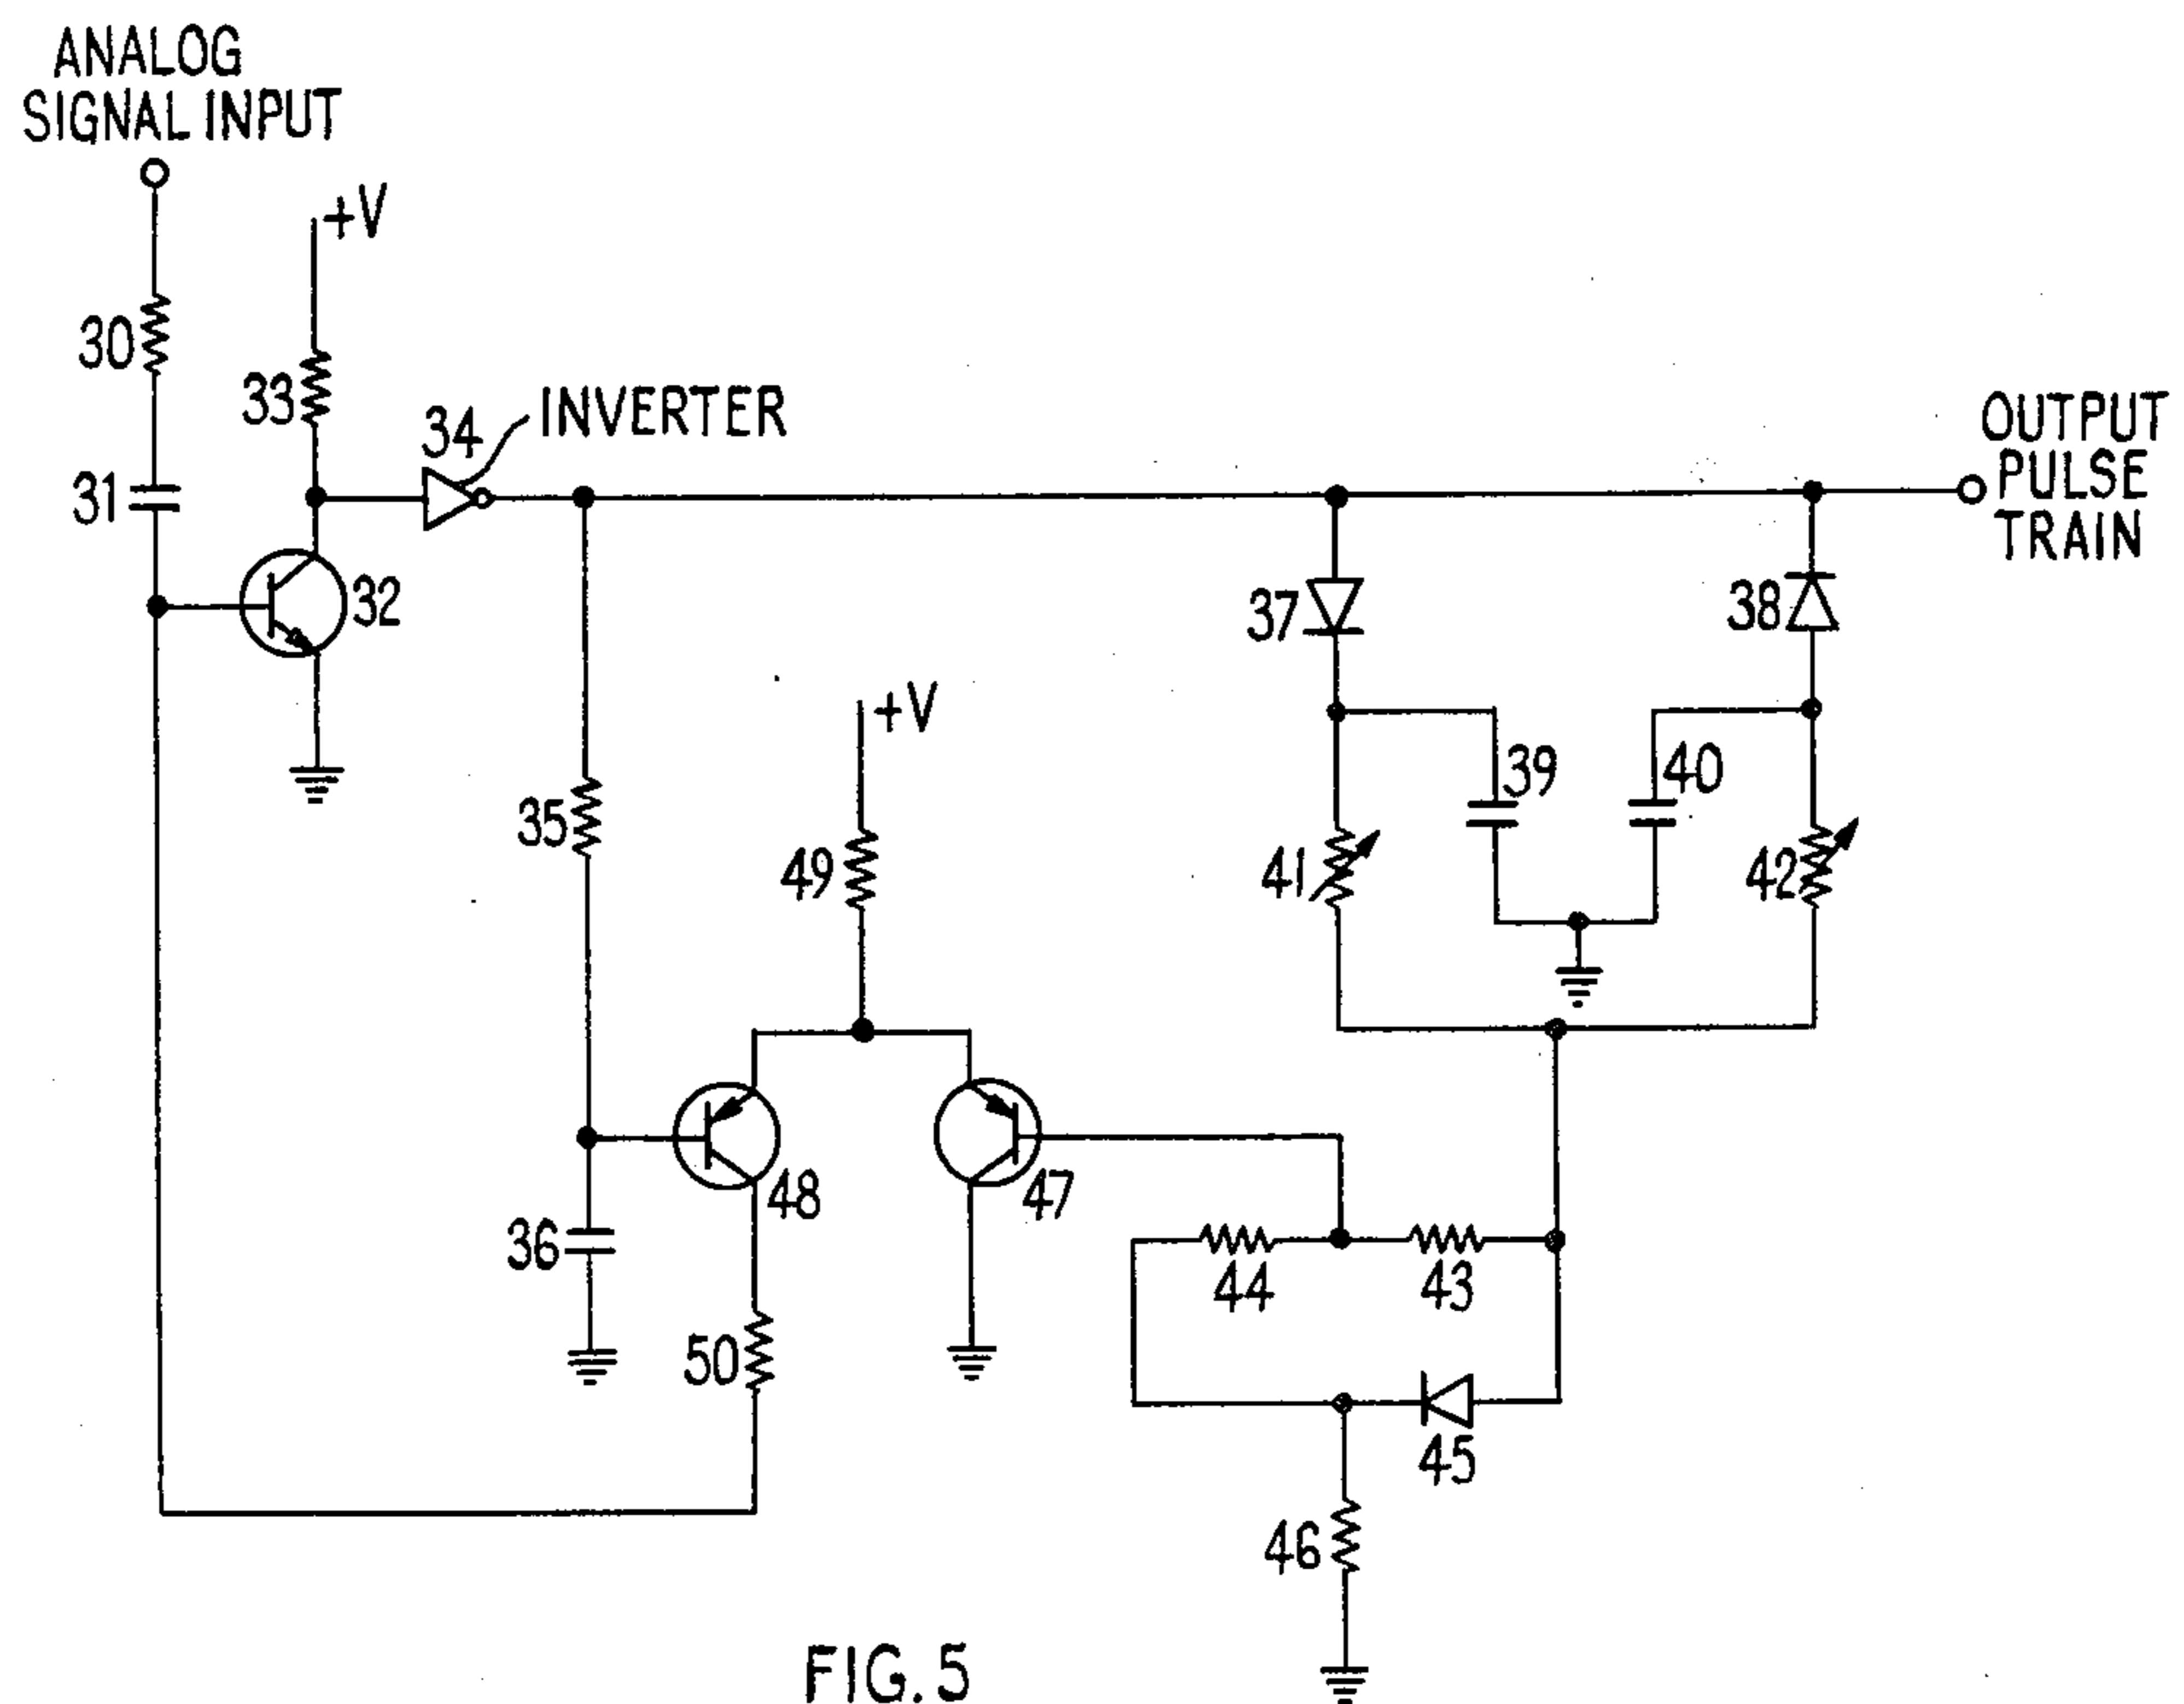 ANALOG
SIGNAL INPUT
+V
30
33
34
INVERTER
31
32
OUTPUT
PULSE
TRAIN
37
38
+V
39
40
35
49
41
42
48
47
36
44
43
50
45
46
FIG. 5